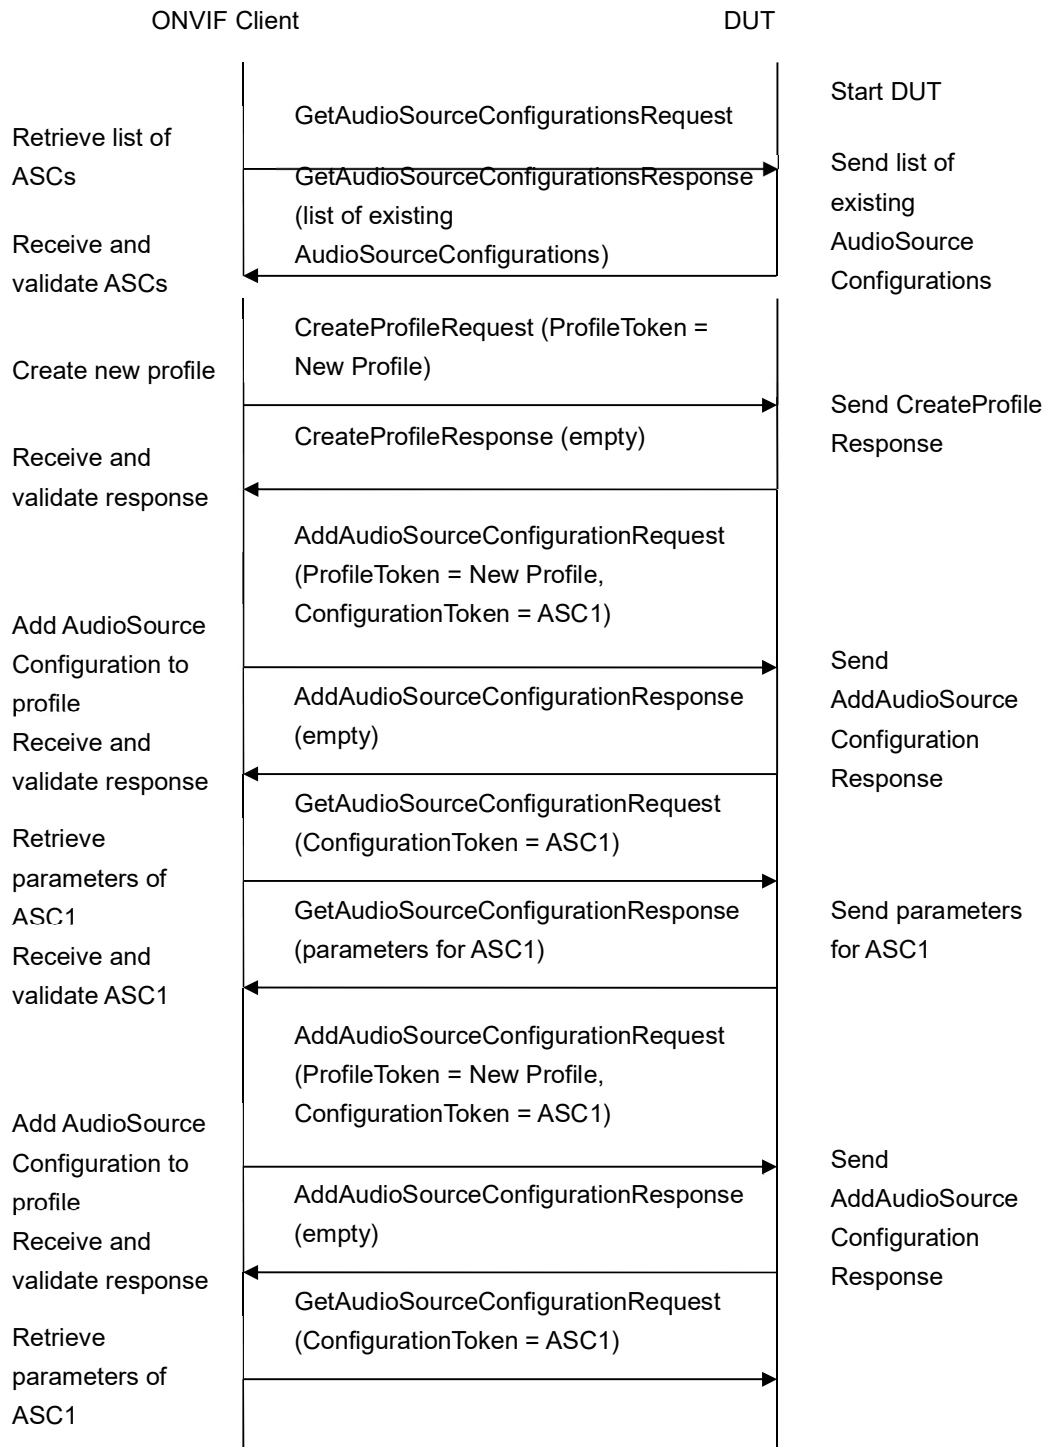 ONVIF Client
DUT
Start DUT
GetAudioSourceConfigurationsRequest
Retrieve list of
ASCs
GetAudioSourceConfigurationsResponse
(list of existing
AudioSourceConfigurations)
Send list of
existing
AudioSource
Configurations
Receive and
validate ASCs
CreateProfileRequest (ProfileToken =
New Profile)
Create new profile
Send CreateProfile
Response
CreateProfileResponse (empty)
Receive and
validate response
AddAudioSourceConfigurationRequest
(ProfileToken = New Profile,
ConfigurationToken = ASC1)
Add AudioSource
Configuration to
profile
Send
AddAudioSource
Configuration
Response
AddAudioSourceConfigurationResponse
(empty)
Receive and
validate response
GetAudioSourceConfigurationRequest
(ConfigurationToken = ASC1)
Retrieve
parameters of
ASC1
GetAudioSourceConfigurationResponse
(parameters for ASC1)
Send parameters
for ASC1
Receive and
validate ASC1
AddAudioSourceConfigurationRequest
(ProfileToken = New Profile,
ConfigurationToken = ASC1)
Add AudioSource
Configuration to
profile
Send
AddAudioSource
Configuration
Response
AddAudioSourceConfigurationResponse
(empty)
Receive and
validate response
GetAudioSourceConfigurationRequest
(ConfigurationToken = ASC1)
Retrieve
parameters of
ASC1